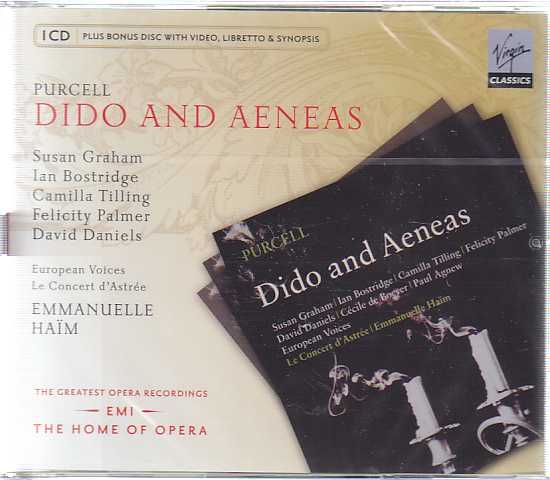 1 CD PLUS BONUS DISC WITH VIDEO, LIBRETTO & SYNOPSIS
Virgin
CLASSICS
PURCELL
DIDO AND AENEAS
Susan Graham
Ian Bostridge
Camilla Tilling
Felicity Palmer
David Daniels
European Voices
Le Concert d'Astrée
EMMANUELLE
HAÏM
THE GREATEST OPERA RECORDINGS
EMI
THE HOME OF OPERA
PURCELL
Dido and Aeneas
Susan Graham | Ian Bostridge | Camilla Tilling | Felicity Palmer
David Daniels | Cécile de Boever | Paul Agnew
European Voices
Le Concert d'Astrée | Emmanuelle Haïm